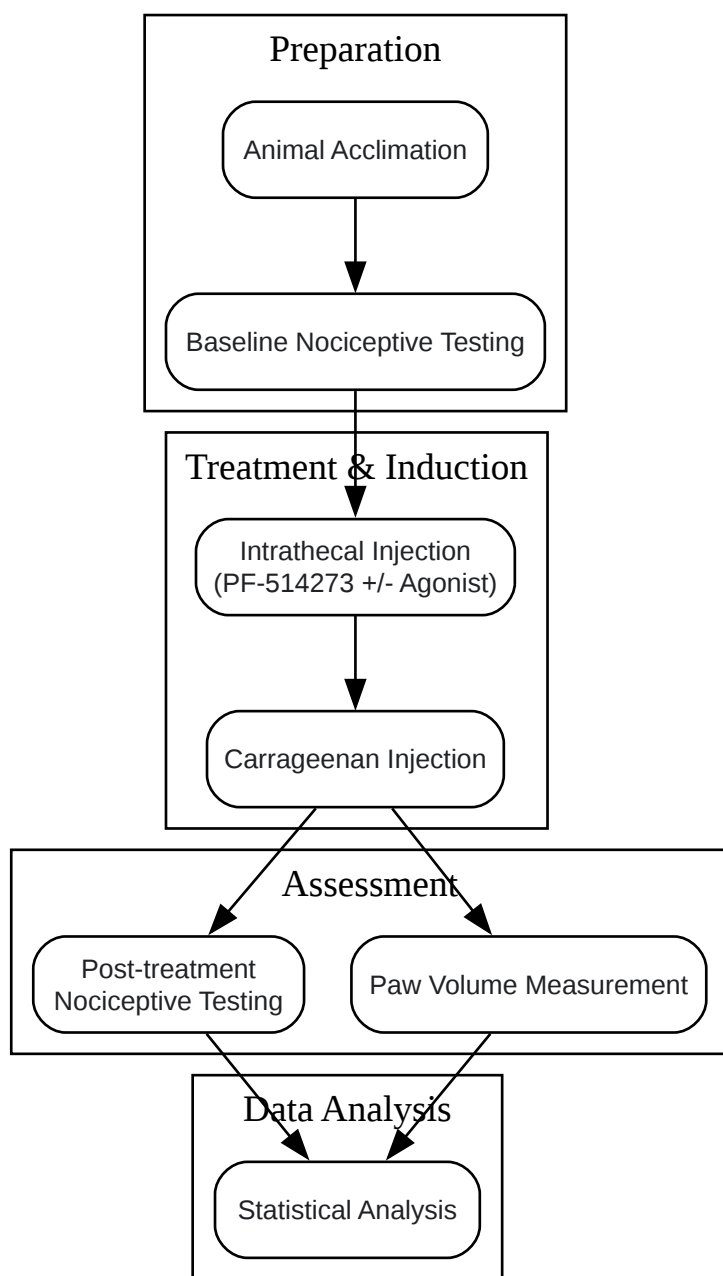 Preparation
Animal Acclimation
Baseline Nociceptive Testing
Treatment & Induction
Intrathecal Injection
(PF-514273 +/- Agonist)
Carrageenan Injection
Assessment
Post-treatment
Nociceptive Testing
Paw Volume Measurement
Data Analysis
Statistical Analysis